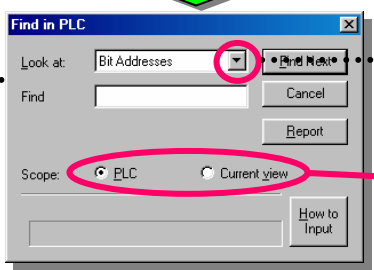 Find in PLC
Look at: Bit Addresses Find Next
Find Cancel
Report
Scope: PLC Current view
How to
Input